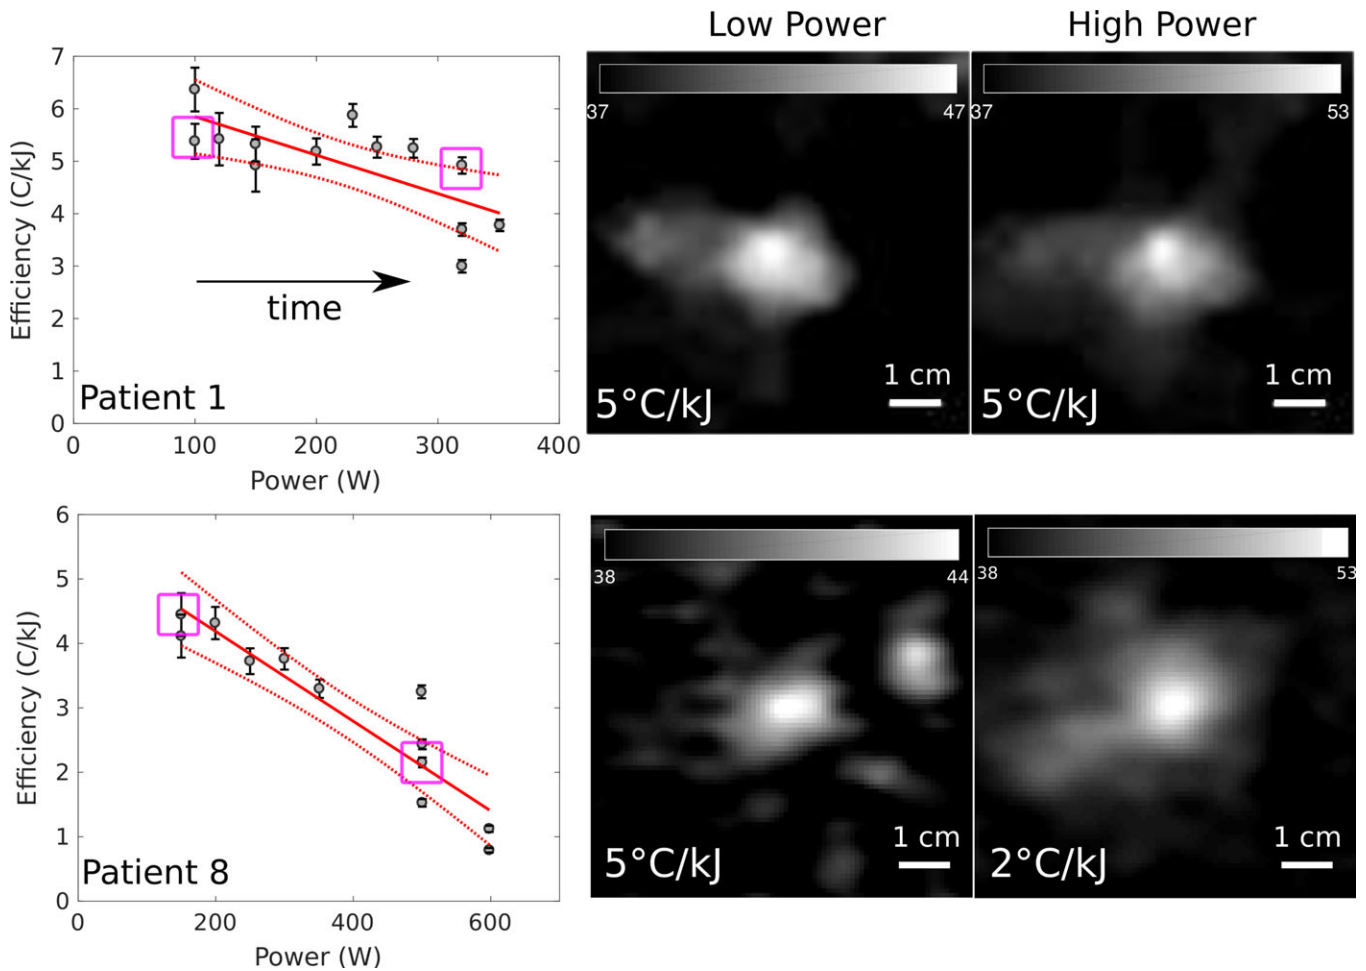 Low Power
High Power
7
6
5
4
3
2
1
0
Efficiency (C/kJ)
time
Patient 1
0
100
200
300
400
Power (W)
37
47
5°C/kJ
1 cm
37
53
5°C/kJ
1 cm
6
5
4
3
2
1
0
Efficiency (C/kJ)
Patient 8
0
200
400
600
Power (W)
38
44
5°C/kJ
1 cm
38
53
2°C/kJ
1 cm